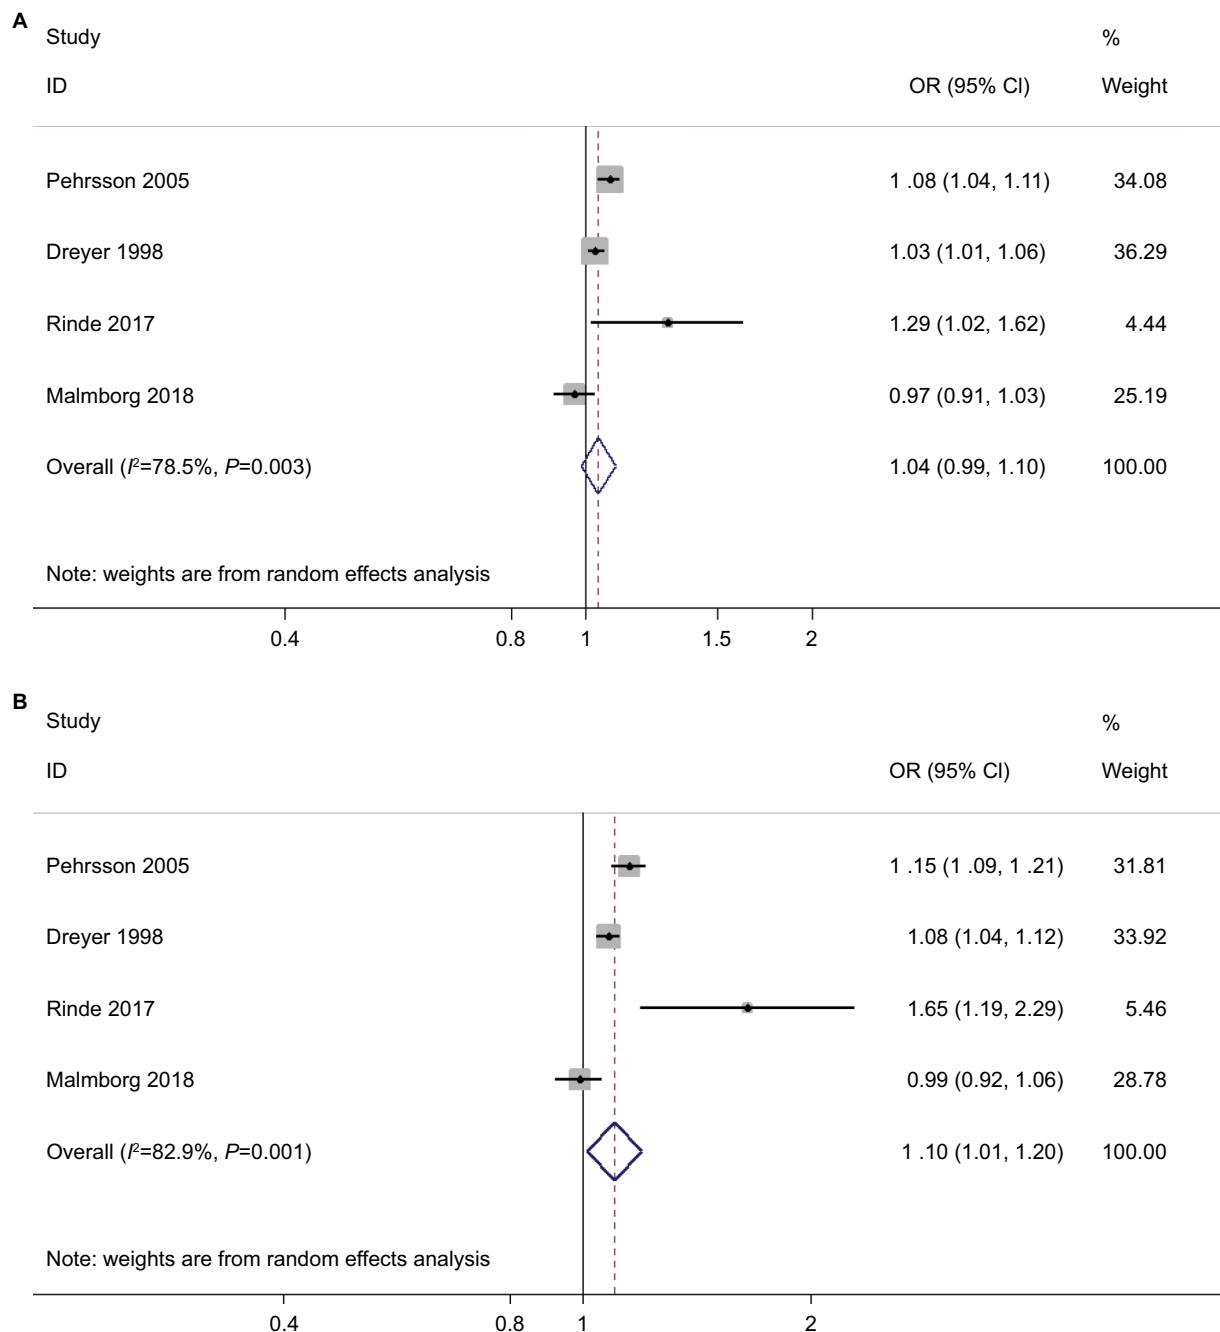 A
Study %
ID OR (95% CI) Weight
Pehrsson 2005 1 .08 (1.04, 1.11) 34.08
Dreyer 1998 1.03 (1.01, 1.06) 36.29
Rinde 2017 1.29 (1.02, 1.62) 4.44
Malmborg 2018 0.97 (0.91, 1.03) 25.19
Overall (I²=78.5%, P=0.003) 1.04 (0.99, 1.10) 100.00
Note: weights are from random effects analysis
0.4 0.8 1 1.5 2
B
Study %
ID OR (95% CI) Weight
Pehrsson 2005 1 .15 (1 .09, 1 .21) 31.81
Dreyer 1998 1.08 (1.04, 1.12) 33.92
Rinde 2017 1.65 (1.19, 2.29) 5.46
Malmborg 2018 0.99 (0.92, 1.06) 28.78
Overall (I²=82.9%, P=0.001) 1 .10 (1.01, 1.20) 100.00
Note: weights are from random effects analysis
0.4 0.8 1 2